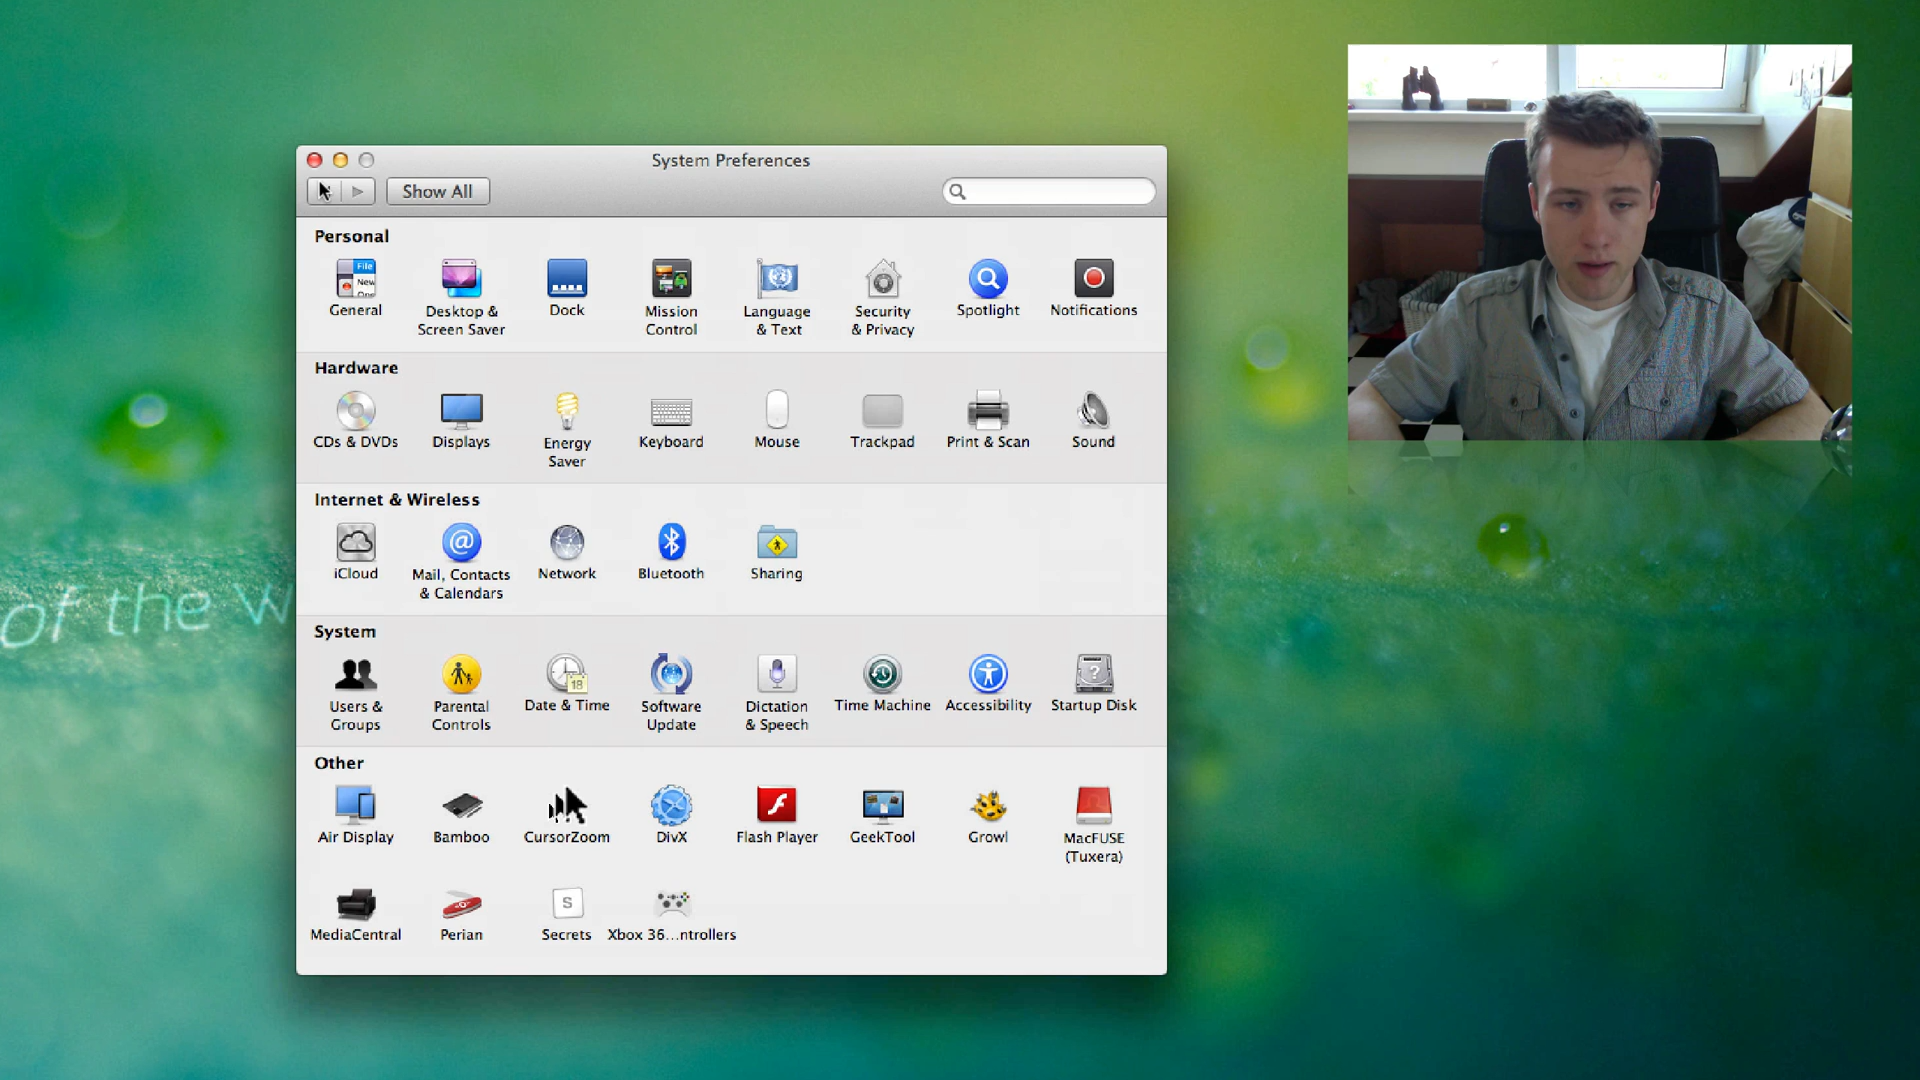 System Preferences
Show All
Personal
General
Desktop &
Screen Saver
Dock
Mission
Control
Language
& Text
Security
& Privacy
Spotlight
Notifications
Hardware
CDs & DVDs
Displays
Energy
Saver
Keyboard
Mouse
Trackpad
Print & Scan
Sound
Internet & Wireless
iCloud
Mail, Contacts
& Calendars
Network
Bluetooth
Sharing
of the W
System
Users &
Groups
Parental
Controls
Date & Time
18
Software
Update
Dictation
& Speech
Time Machine
Accessibility
Startup Disk
Other
Air Display
Bamboo
CursorZoom
DivX
Flash Player
GeekTool
Growl
MacFUSE
(Tuxera)
MediaCentral
Perian
S
Secrets
Xbox 36...ntrollers